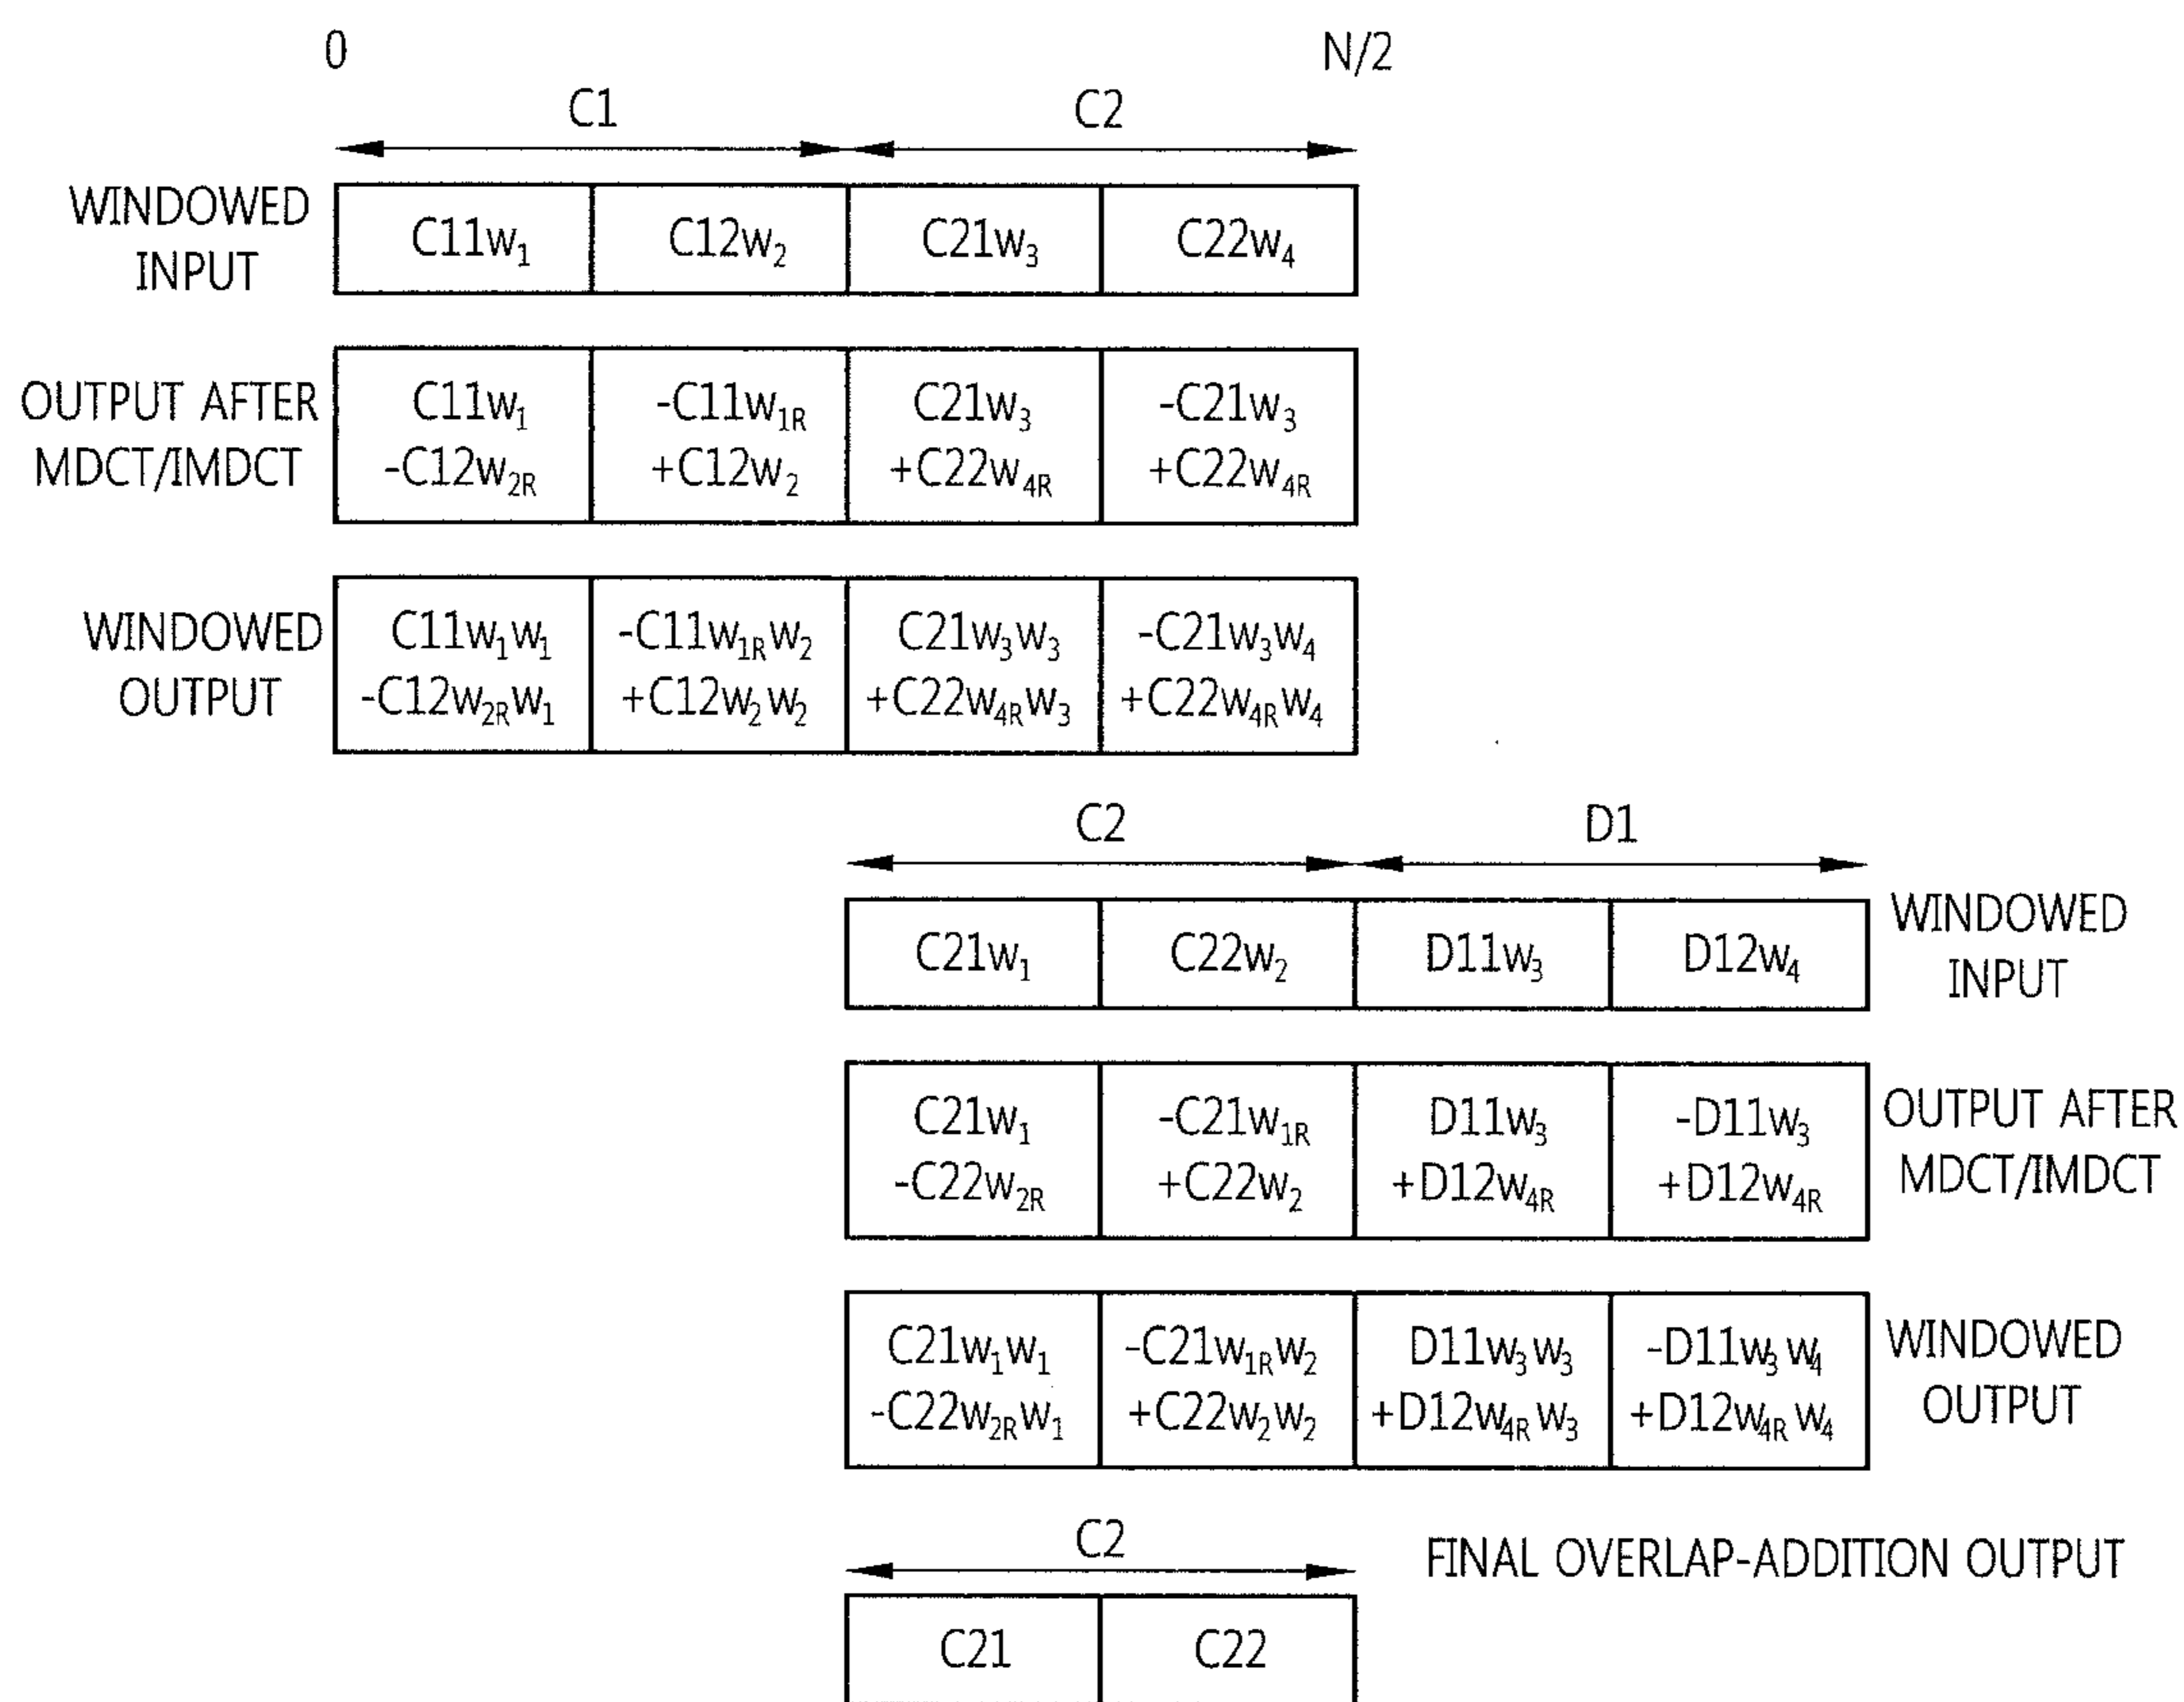 0 N/2
C1 C2
WINDOWED INPUT
C11w₁ C12w₂ C21w₃ C22w₄
OUTPUT AFTER MDCT/IMDCT
C11w₁ -C11w₁R C21w₃ -C21w₃
-C12w₂R +C12w₂ +C22w₄R +C22w₄R
WINDOWED OUTPUT
C11w₁w₁ -C11w₁Rw₂ C21w₃w₃ -C21w₃w₄
-C12w₂Rw₁ +C12w₂w₂ +C22w₄Rw₃ +C22w₄Rw₄
C2 D1
C21w₁ C22w₂ D11w₃ D12w₄
WINDOWED INPUT
C21w₁ -C21w₁R D11w₃ -D11w₃
-C22w₂R +C22w₂ +D12w₄R +D12w₄R
OUTPUT AFTER MDCT/IMDCT
C21w₁w₁ -C21w₁Rw₂ D11w₃w₃ -D11w₃w₄
-C22w₂Rw₁ +C22w₂w₂ +D12w₄Rw₃ +D12w₄Rw₄
WINDOWED OUTPUT
C2
FINAL OVERLAP-ADDITION OUTPUT
C21 C22